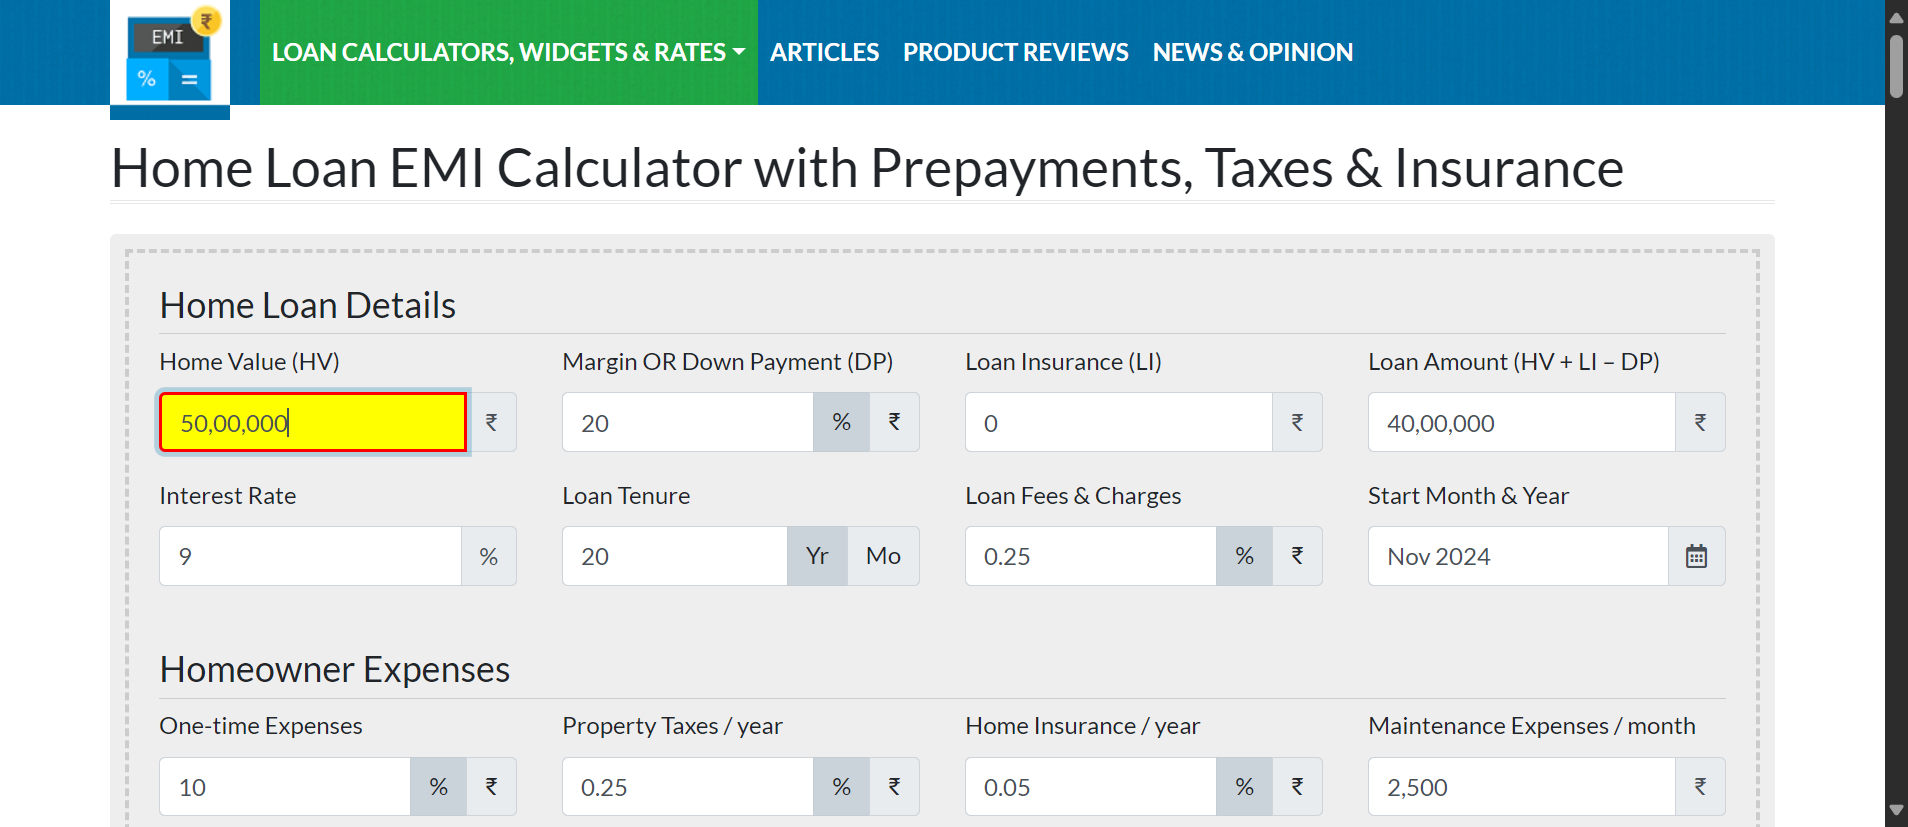 ₹
EMI
%
=
LOAN CALCULATORS, WIDGETS & RATES
ARTICLES
PRODUCT REVIEWS
NEWS & OPINION
Home Loan EMI Calculator with Prepayments, Taxes & Insurance
Home Loan Details
Home Value (HV)
Margin OR Down Payment (DP)
Loan Insurance (LI)
Loan Amount (HV + LI – DP)
50,00,000 ₹
20 % ₹
0 ₹
40,00,000 ₹
Interest Rate
Loan Tenure
Loan Fees & Charges
Start Month & Year
9 %
20 Yr Mo
0.25 % ₹
Nov 2024
Homeowner Expenses
One-time Expenses
Property Taxes / year
Home Insurance / year
Maintenance Expenses / month
10 % ₹
0.25 % ₹
0.05 % ₹
2,500 ₹